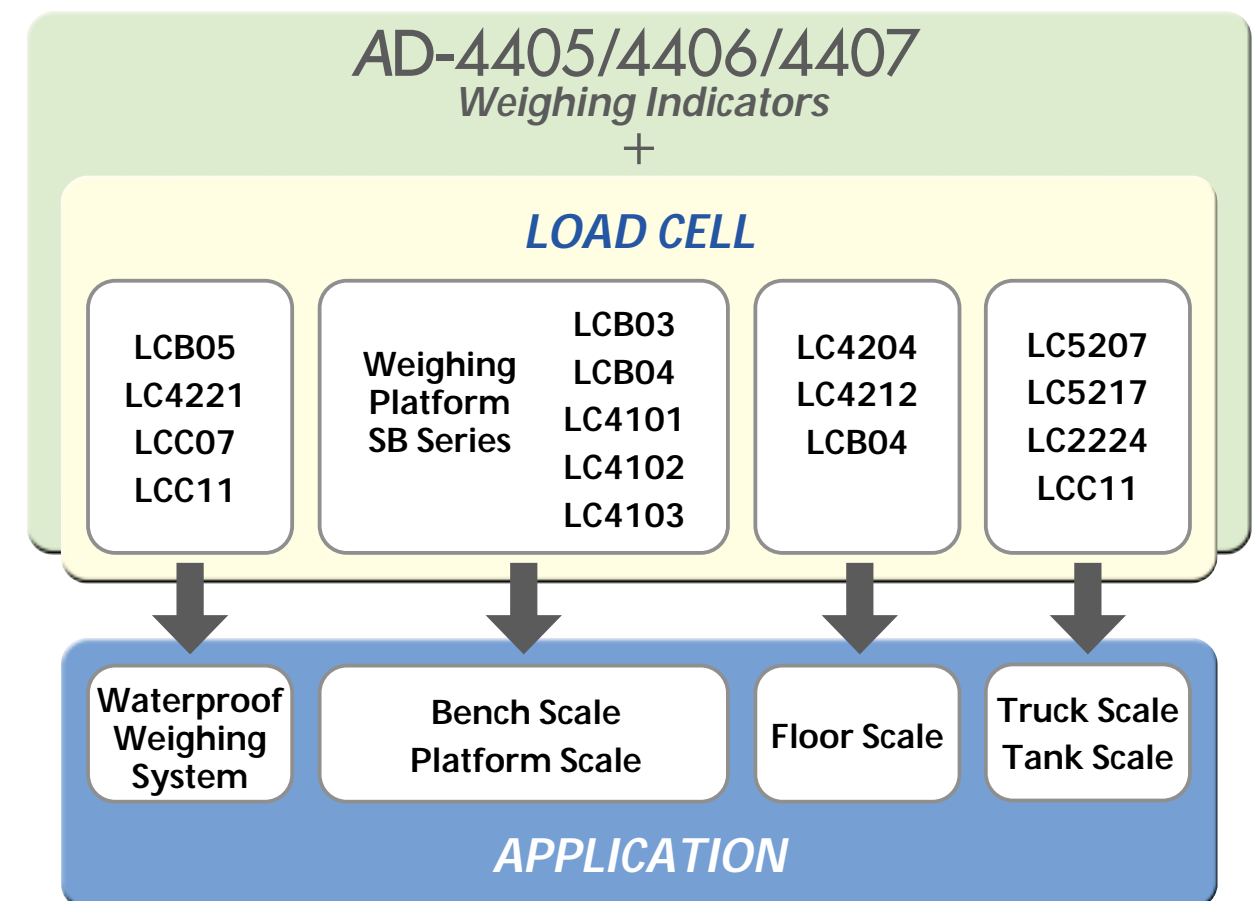 AD-4405/4406/4407
Weighing Indicators
+
LOAD CELL
LCB05
LC4221
LCC07
LCC11
Weighing
Platform
SB Series
LCB03
LCB04
LC4101
LC4102
LC4103
LC4204
LC4212
LCB04
LC5207
LC5217
LC2224
LCC11
Waterproof
Weighing
System
Bench Scale
Platform Scale
Floor Scale
Truck Scale
Tank Scale
APPLICATION